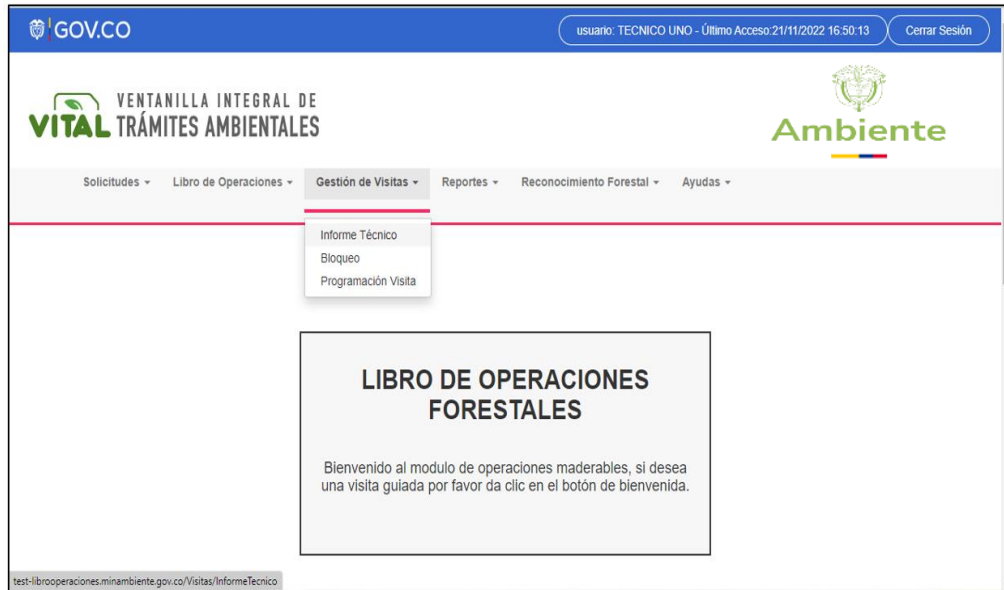 GOV.CO
usuario: TECNICO UNO - Último Acceso:21/11/2022 16:50:13
Cerrar Sesión
VITAL
VENTANILLA INTEGRAL DE
TRÁMITES AMBIENTALES
Ambiente
Solicitudes
Libro de Operaciones
Gestión de Visitas
Reportes
Reconocimiento Forestal
Ayudas
Informe Técnico
Bloqueo
Programación Visita
LIBRO DE OPERACIONES
FORESTALES
Bienvenido al modulo de operaciones maderables, si desea
una visita guiada por favor da clic en el botón de bienvenida.
test-librooperaciones.minambiente.gov.co/Visitas/InformeTecnico